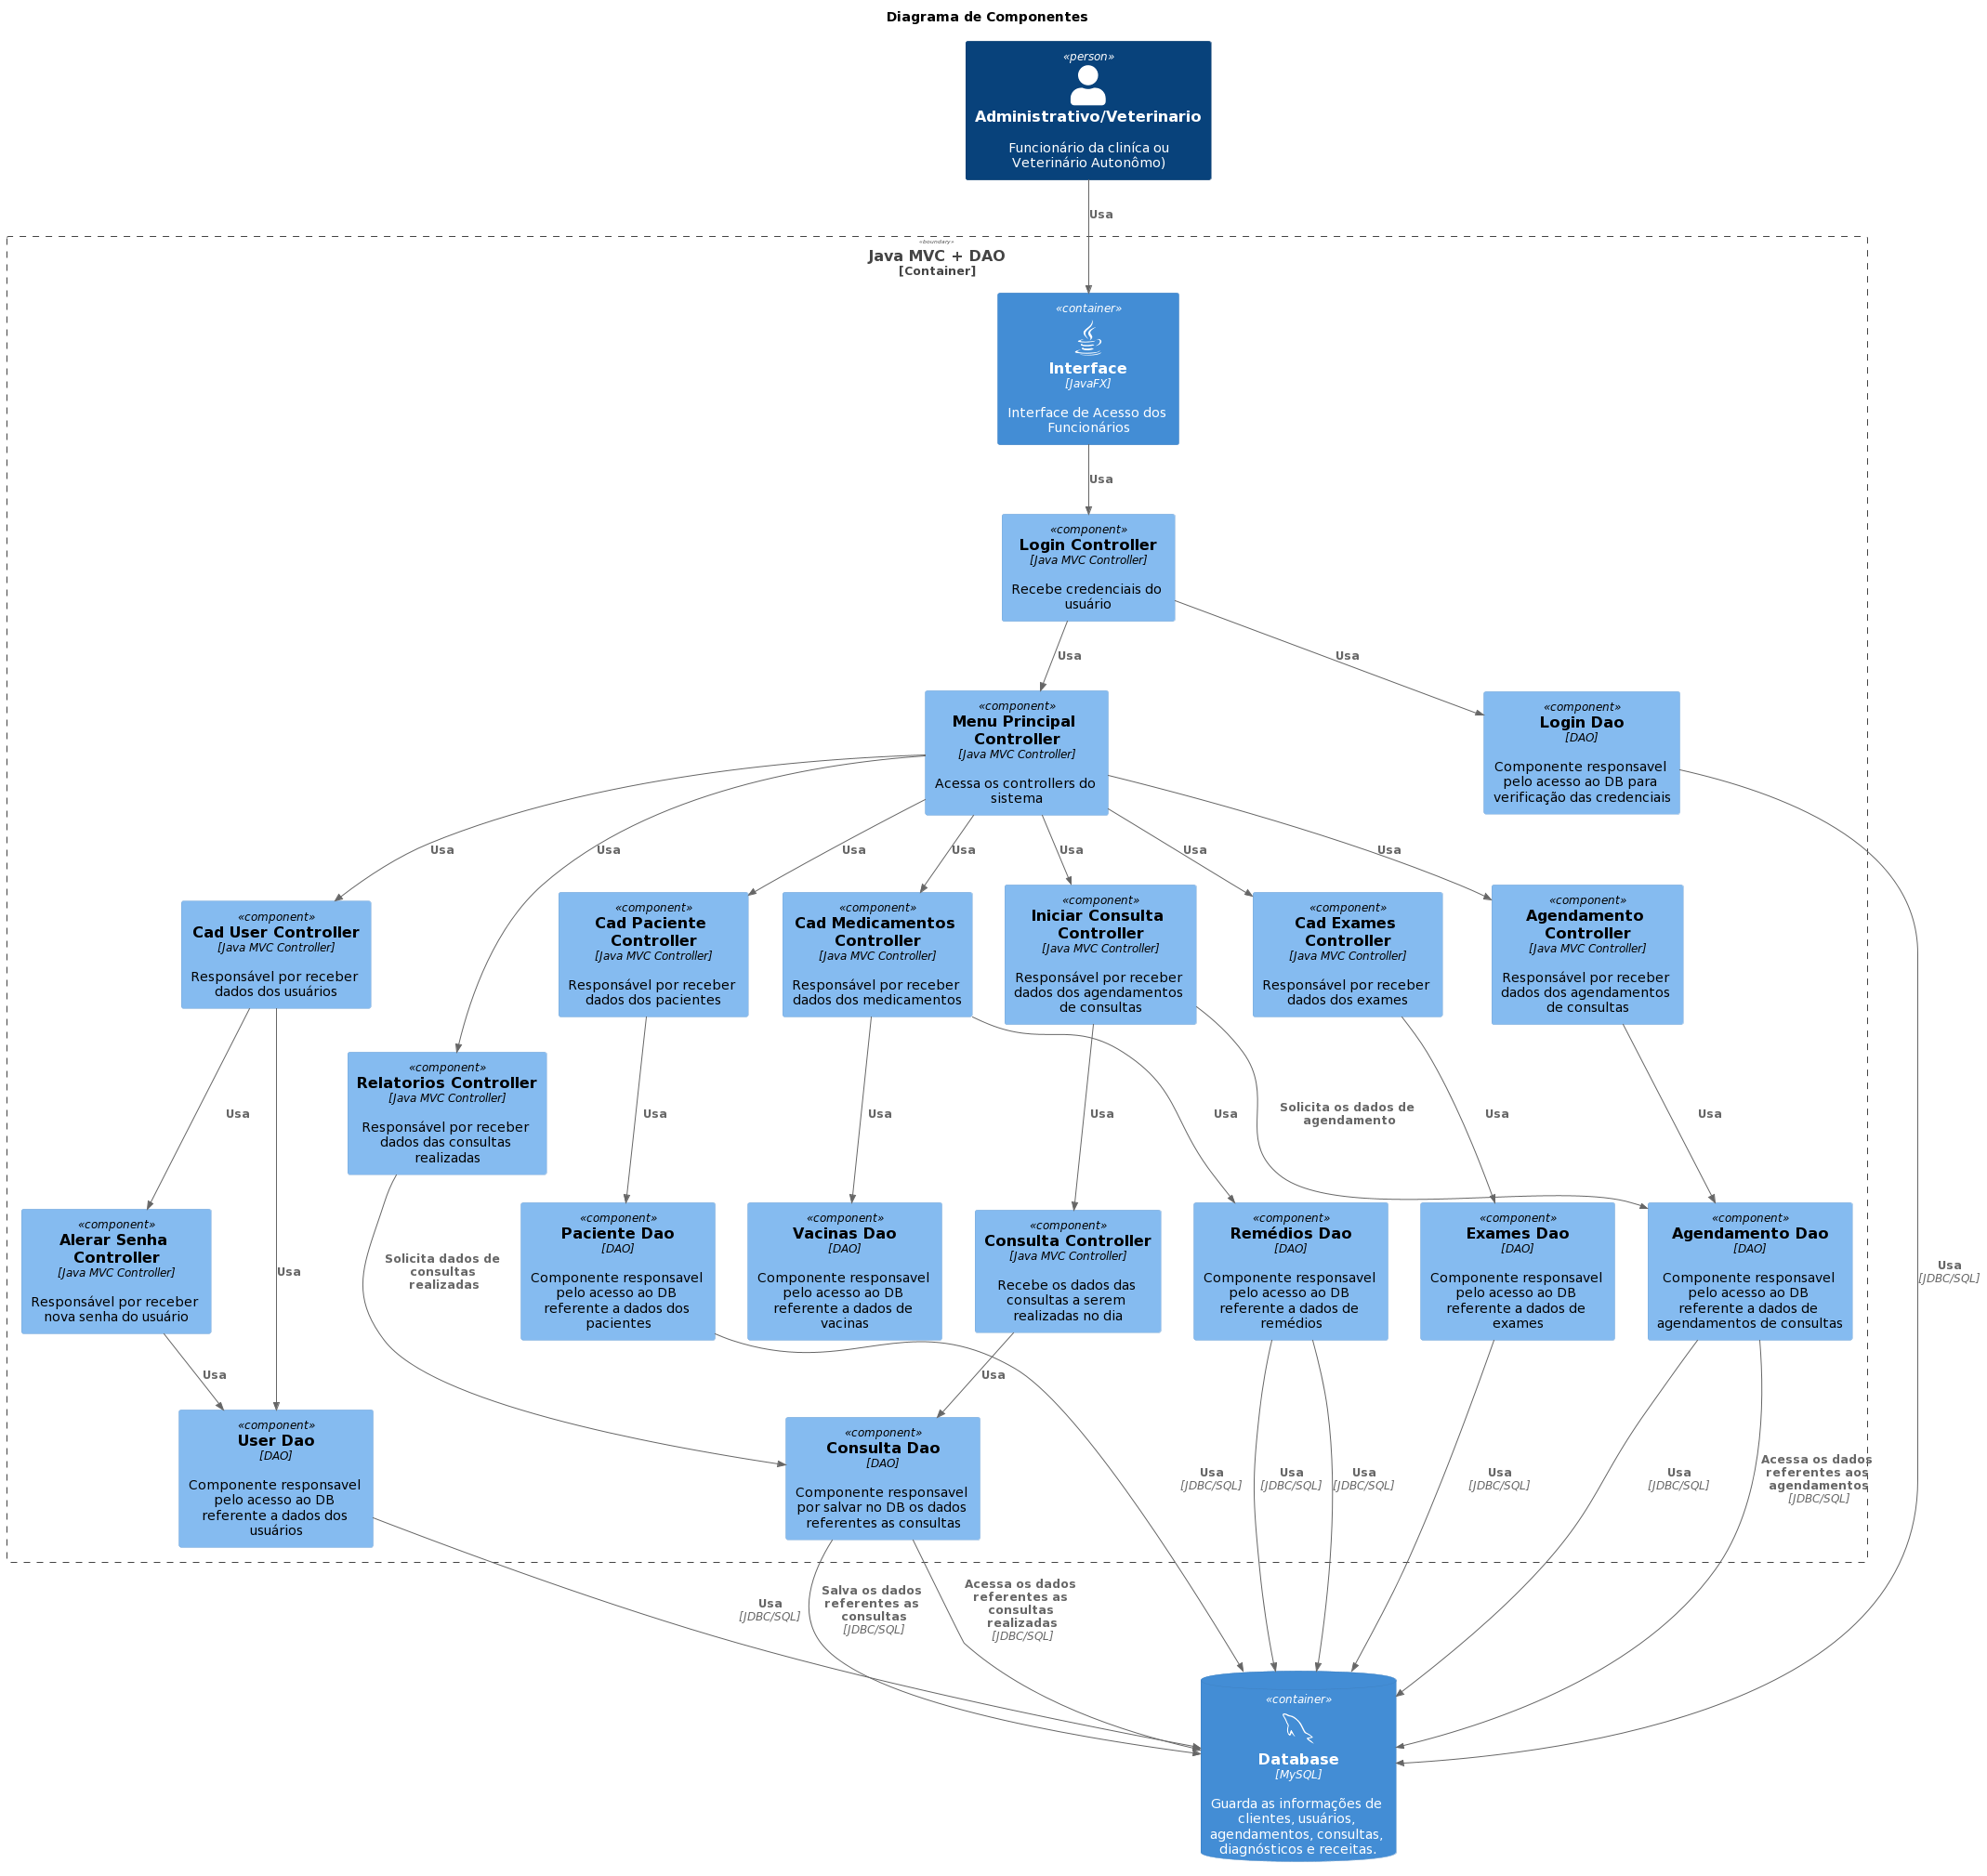 Diagrama de Componentes
«person»
Administrativo/Veterinario
Funcionário da cliníca ou
Veterinário Autonômo)
Usa
«boundary»
Java MVC + DAO
[Container]
«container»
Interface
[JavaFX]
Interface de Acesso dos
Funcionários
Usa
«component»
Login Controller
[Java MVC Controller]
Recebe credenciais do
usuário
Usa
Usa
«component»
Menu Principal
Controller
[Java MVC Controller]
Acessa os controllers do
sistema
«component»
Login Dao
[DAO]
Componente responsavel
pelo acesso ao DB para
verificação das credenciais
Usa
Usa
Usa
Usa
Usa
Usa
Usa
«component»
Cad User Controller
[Java MVC Controller]
Responsável por receber
dados dos usuários
«component»
Cad Paciente
Controller
[Java MVC Controller]
Responsável por receber
dados dos pacientes
«component»
Cad Medicamentos
Controller
[Java MVC Controller]
Responsável por receber
dados dos medicamentos
«component»
Iniciar Consulta
Controller
[Java MVC Controller]
Responsável por receber
dados dos agendamentos
de consultas
«component»
Cad Exames
Controller
[Java MVC Controller]
Responsável por receber
dados dos exames
«component»
Agendamento
Controller
[Java MVC Controller]
Responsável por receber
dados dos agendamentos
de consultas
«component»
Relatorios Controller
[Java MVC Controller]
Responsável por receber
dados das consultas
realizadas
Usa
Usa
Usa
Usa
Usa
Solicita os dados de
agendamento
Usa
Usa
«component»
Alerar Senha
Controller
[Java MVC Controller]
Responsável por receber
nova senha do usuário
Usa
Solicita dados de
consultas
realizadas
«component»
Paciente Dao
[DAO]
Componente responsavel
pelo acesso ao DB
referente a dados dos
pacientes
«component»
Vacinas Dao
[DAO]
Componente responsavel
pelo acesso ao DB
referente a dados de
vacinas
«component»
Consulta Controller
[Java MVC Controller]
Recebe os dados das
consultas a serem
realizadas no dia
«component»
Remédios Dao
[DAO]
Componente responsavel
pelo acesso ao DB
referente a dados de
remédios
«component»
Exames Dao
[DAO]
Componente responsavel
pelo acesso ao DB
referente a dados de
exames
«component»
Agendamento Dao
[DAO]
Componente responsavel
pelo acesso ao DB
referente a dados de
agendamentos de consultas
Usa
[JDBC/SQL]
Usa
Usa
«component»
User Dao
[DAO]
Componente responsavel
pelo acesso ao DB
referente a dados dos
usuários
«component»
Consulta Dao
[DAO]
Componente responsavel
por salvar no DB os dados
referentes as consultas
Usa
[JDBC/SQL]
Usa
[JDBC/SQL]
Usa
[JDBC/SQL]
Usa
[JDBC/SQL]
Usa
[JDBC/SQL]
Acessa os dados
referentes aos
agendamentos
[JDBC/SQL]
Usa
[JDBC/SQL]
Salva os dados
referentes as
consultas
[JDBC/SQL]
Acessa os dados
referentes as
consultas
realizadas
[JDBC/SQL]
«container»
Database
[MySQL]
Guarda as informações de
clientes, usuários,
agendamentos, consultas,
diagnósticos e receitas.